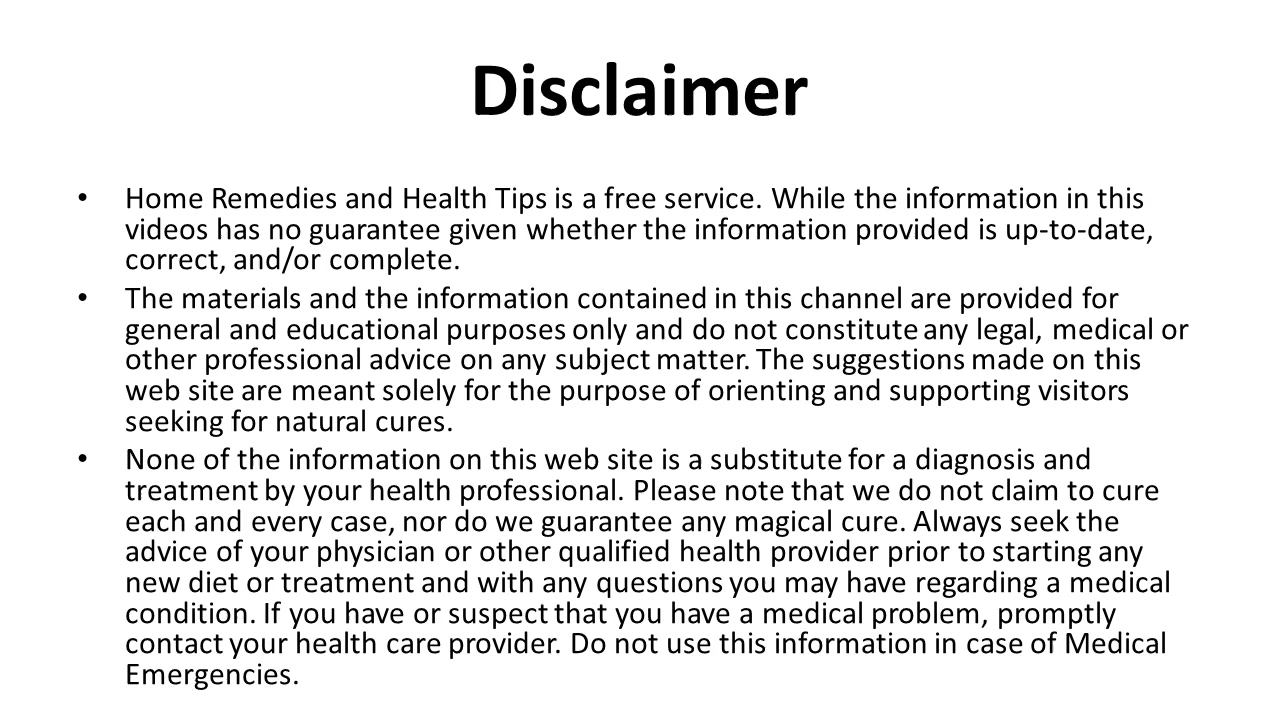 Disclaimer
• Home Remedies and Health Tips is a free service. While the information in this
videos has no guarantee given whether the information provided is up-to-date,
correct, and/or complete.
• The materials and the information contained in this channel are provided for
general and educational purposes only and do not constitute any legal, medical or
other professional advice on any subject matter. The suggestions made on this
web site are meant solely for the purpose of orienting and supporting visitors
seeking for natural cures.
• None of the information on this web site is a substitute for a diagnosis and
treatment by your health professional. Please note that we do not claim to cure
each and every case, nor do we guarantee any magical cure. Always seek the
advice of your physician or other qualified health provider prior to starting any
new diet or treatment and with any questions you may have regarding a medical
condition. If you have or suspect that you have a medical problem, promptly
contact your health care provider. Do not use this information in case of Medical
Emergencies.